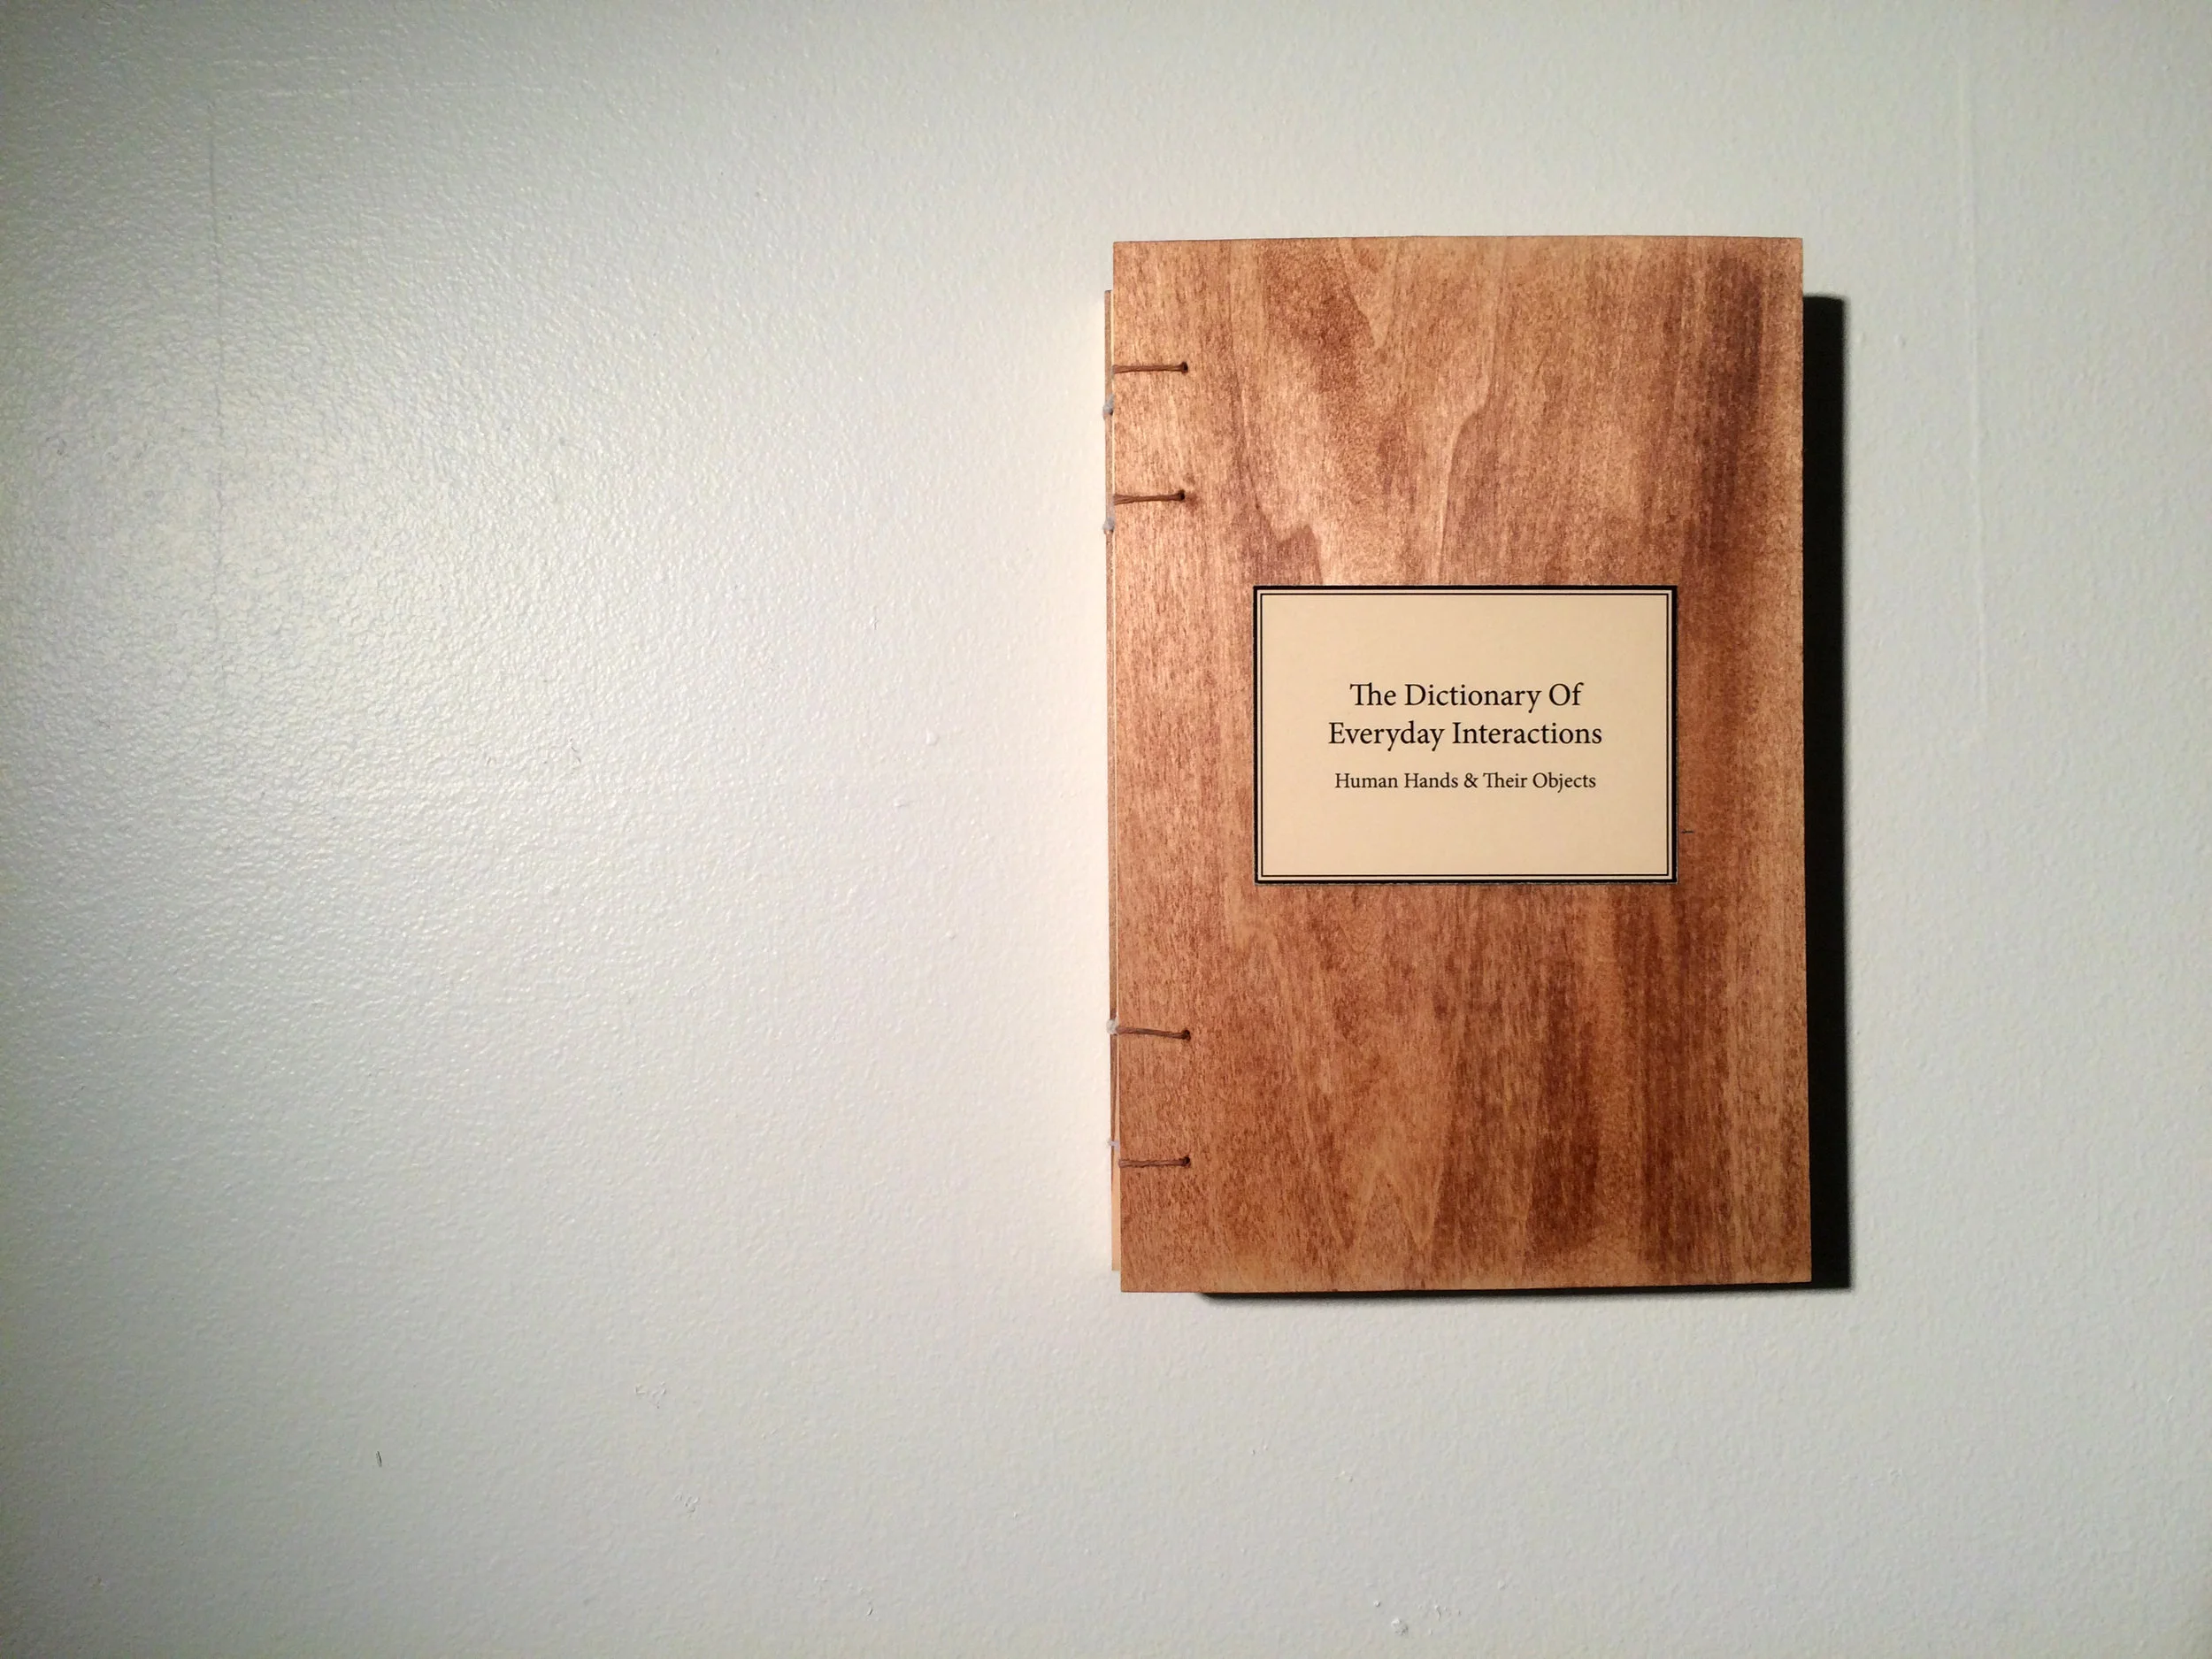 The Dictionary Of
Everyday Interactions
Human Hands & Their Objects